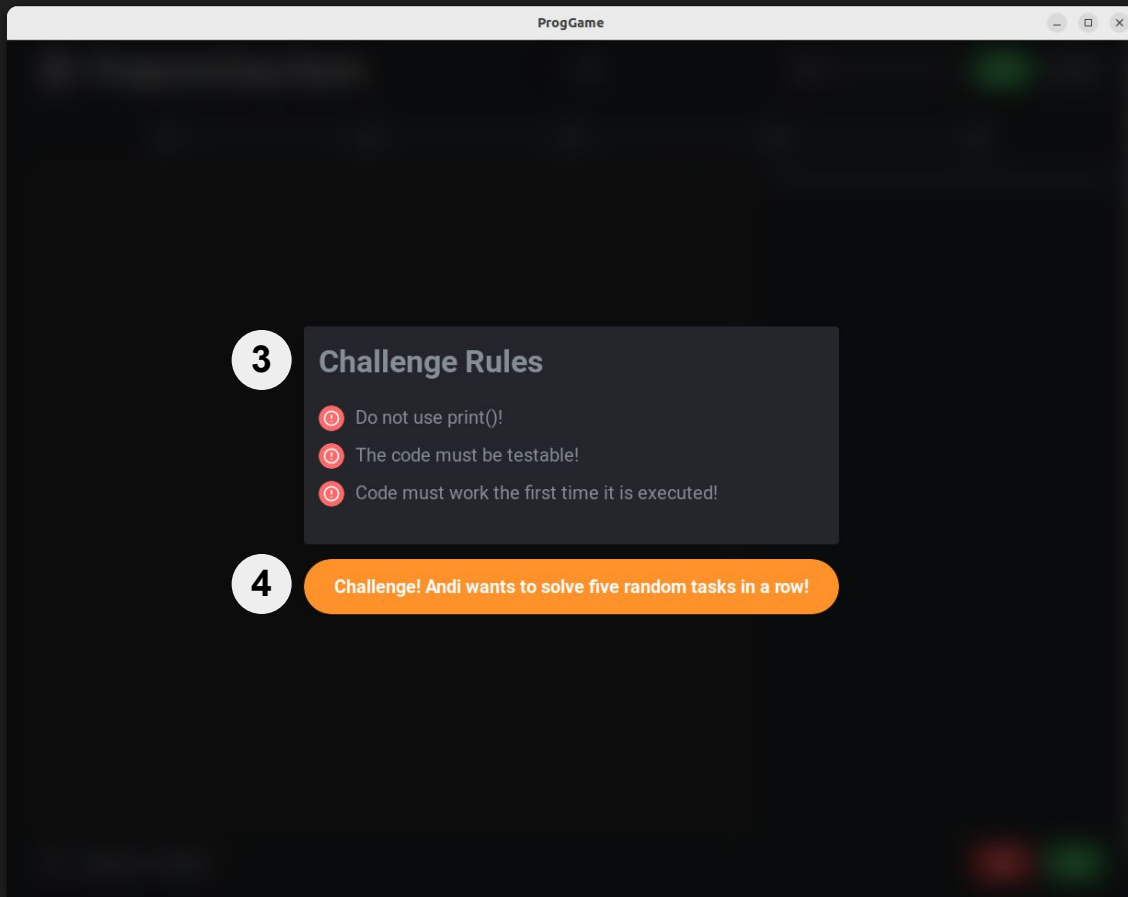 ProgGame
3
Challenge Rules
Do not use print()!
The code must be testable!
Code must work the first time it is executed!
4
Challenge! Andi wants to solve five random tasks in a row!